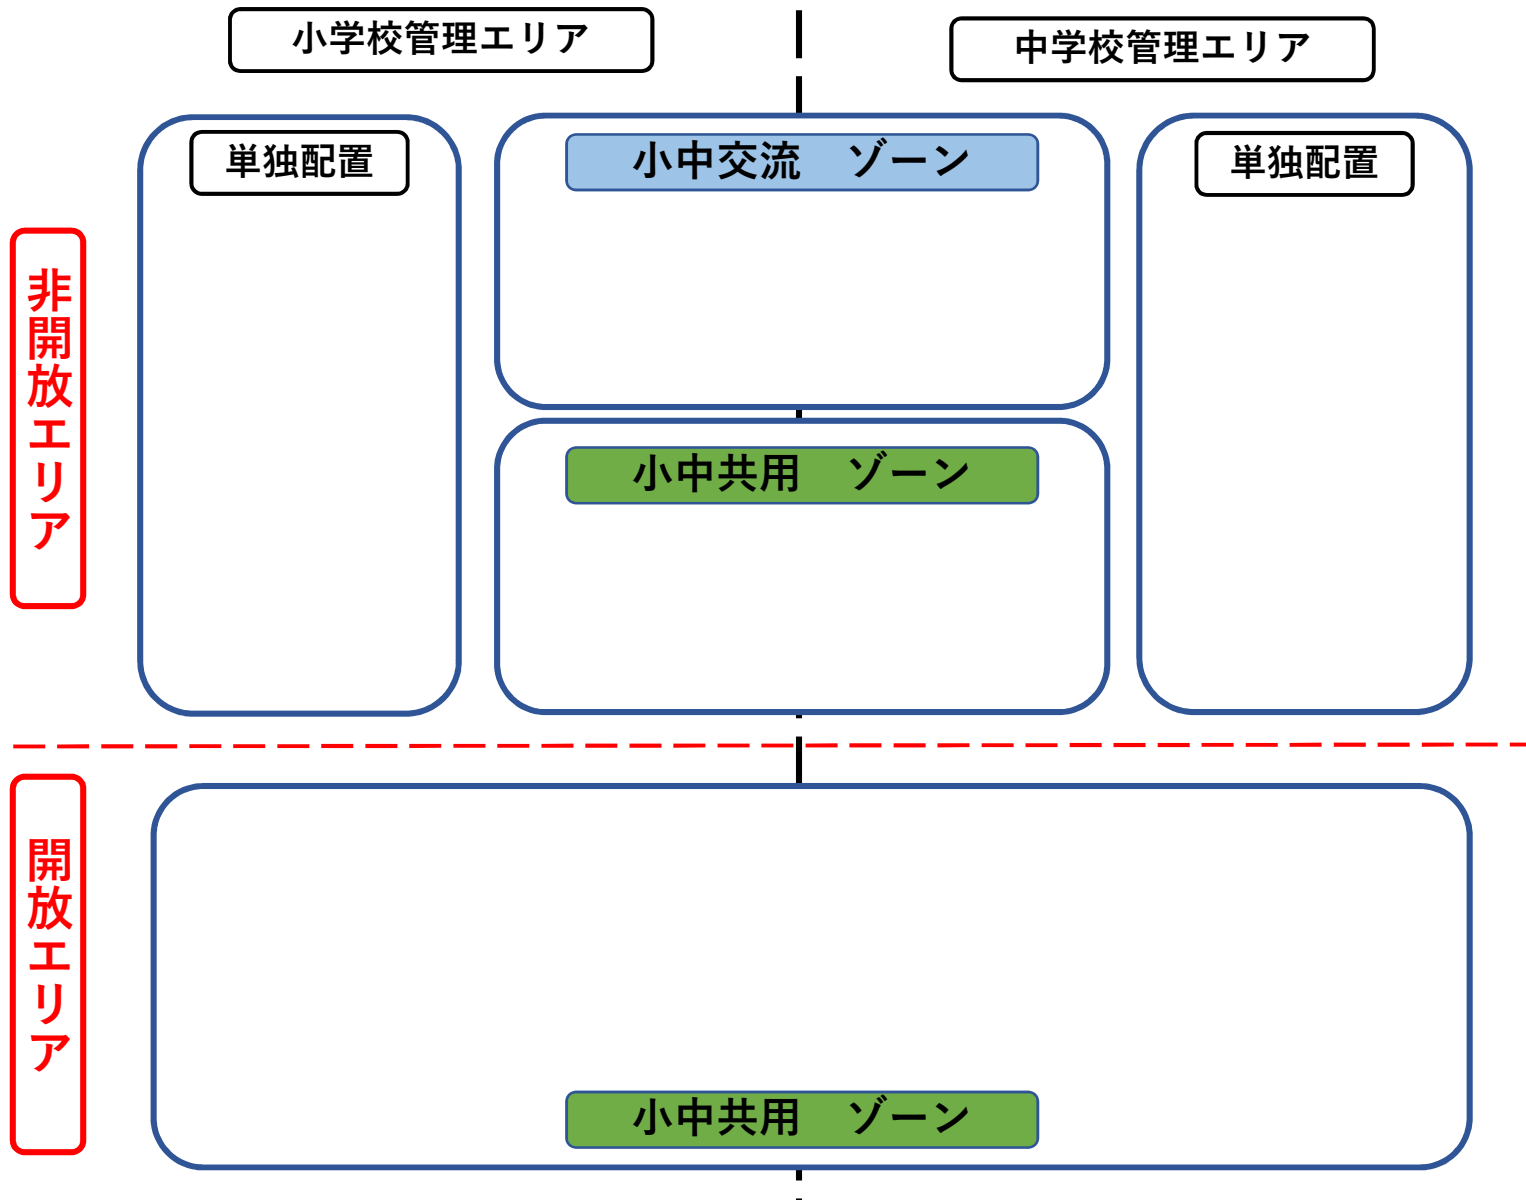 小学校管理エリア
中学校管理エリア
単独配置
小中交流　ゾーン
単独配置
非開放エリア
小中共用　ゾーン
開放エリア
小中共用　ゾーン